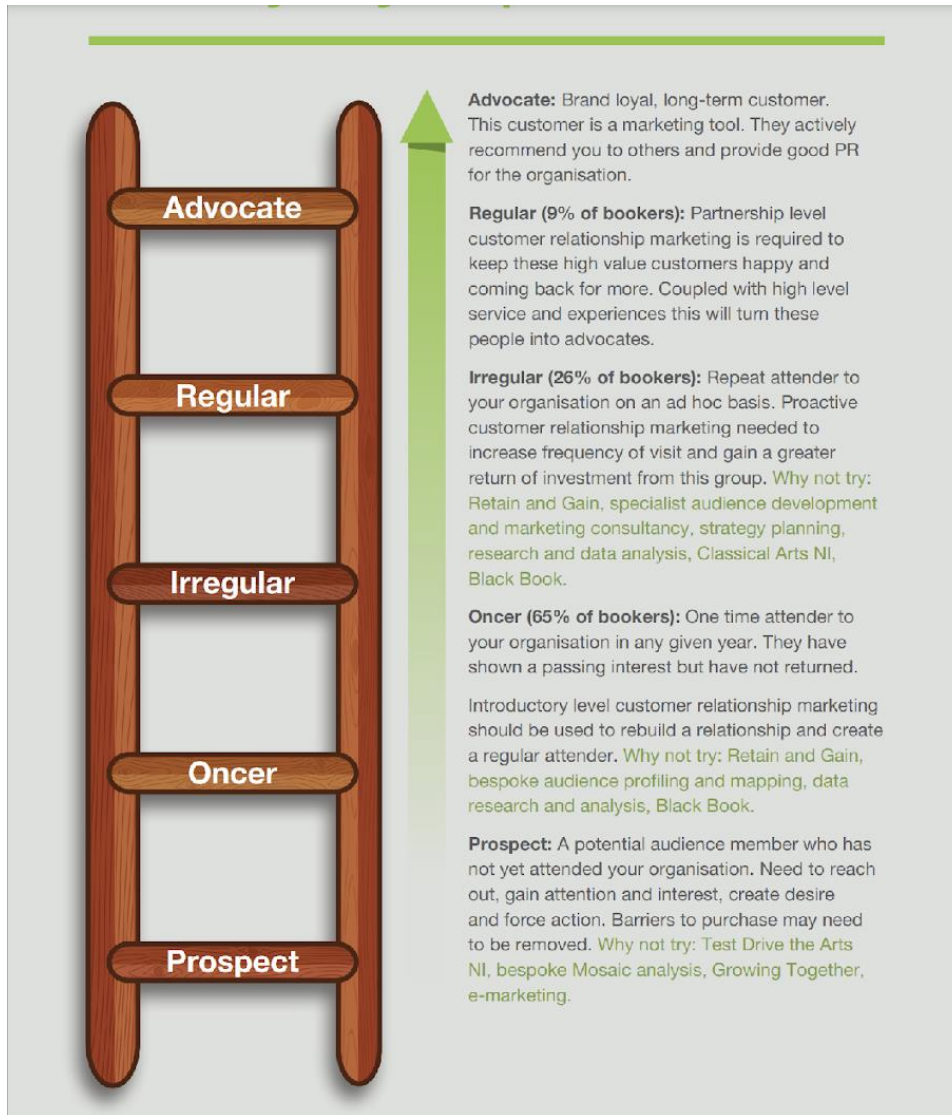 Advocate
Regular
Irregular
Oncer
Prospect
Advocate: Brand loyal, long-term customer.
This customer is a marketing tool. They actively
recommend you to others and provide good PR
for the organisation.
Regular (9% of bookers): Partnership level
customer relationship marketing is required to
keep these high value customers happy and
coming back for more. Coupled with high level
service and experiences this will turn these
people into advocates.
Irregular (26% of bookers): Repeat attender to
your organisation on an ad hoc basis. Proactive
customer relationship marketing needed to
increase frequency of visit and gain a greater
return of investment from this group. Why not try:
Retain and Gain, specialist audience development
and marketing consultancy, strategy planning,
research and data analysis, Classical Arts NI,
Black Book.
Oncer (65% of bookers): One time attender to
your organisation in any given year. They have
shown a passing interest but have not returned.
Introductory level customer relationship marketing
should be used to rebuild a relationship and create
a regular attender. Why not try: Retain and Gain,
bespoke audience profiling and mapping, data
research and analysis, Black Book.
Prospect: A potential audience member who has
not yet attended your organisation. Need to reach
out, gain attention and interest, create desire
and force action. Barriers to purchase may need
to be removed. Why not try: Test Drive the Arts
NI, bespoke Mosaic analysis, Growing Together,
e-marketing.